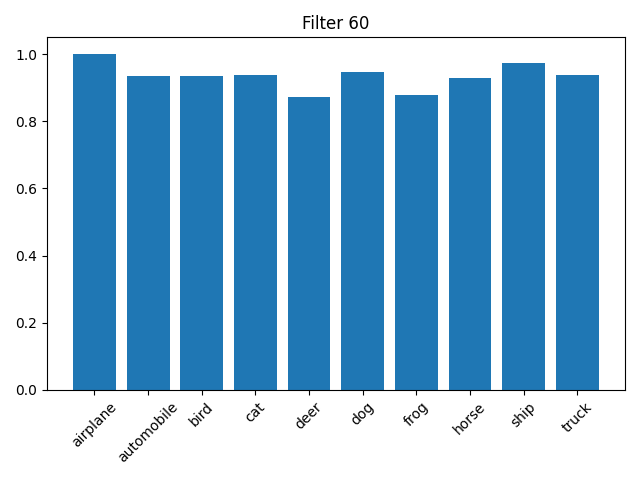 Filter 60
1.0
0.8
0.6
0.4
0.2
0.0
airplane
automobile
bird
cat
deer
dog
frog
horse
ship
truck